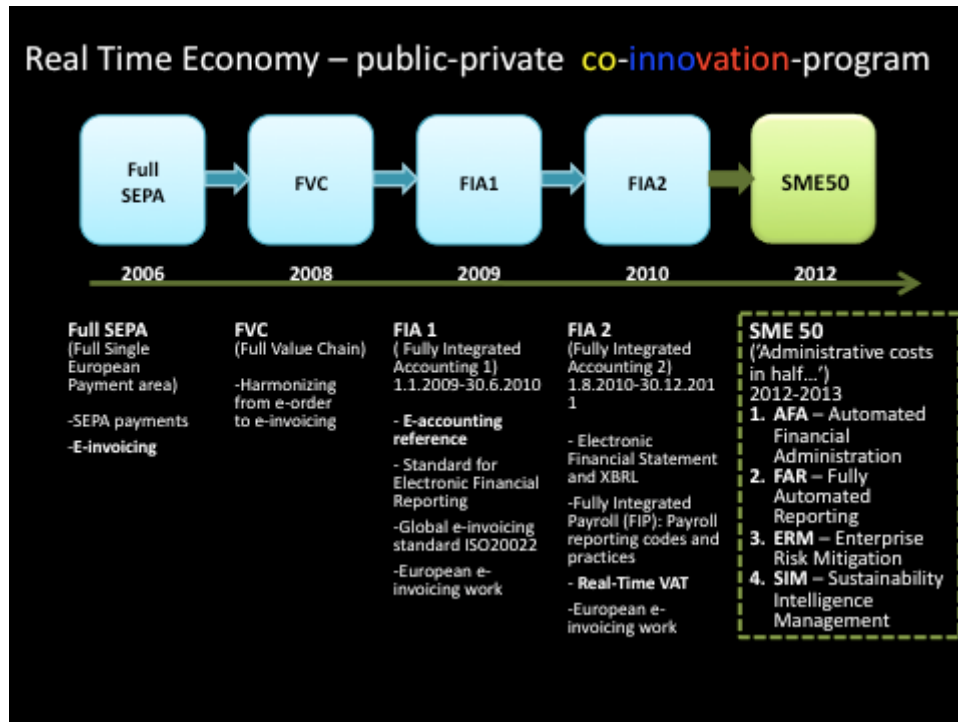 Real Time Economy – public-private co-innovation-program
Full
SEPA
FVC
FIA1
FIA2
SME50
2006
2008
2009
2010
2012
Full SEPA
(Full Single
European
Payment area)
-SEPA payments
-E-invoicing
FVC
(Full Value Chain)
-Harmonizing
from e-order
to e-invoicing
FIA 1
( Fully Integrated
Accounting 1)
1.1.2009-30.6.2010
- E-accounting
reference
- Standard for
Electronic Financial
Reporting
-Global e-invoicing
standard ISO20022
-European e-
invoicing work
FIA 2
(Fully Integrated
Accounting 2)
1.8.2010-30.12.201
1
- Electronic
Financial Statement
and XBRL
-Fully Integrated
Payroll (FIP): Payroll
reporting codes and
practices
- Real-Time VAT
-European e-
invoicing work
SME 50
('Administrative costs
in half...')
2012-2013
1. AFA – Automated
Financial
Administration
2. FAR – Fully
Automated
Reporting
3. ERM – Enterprise
Risk Mitigation
4. SIM – Sustainability
Intelligence
Management